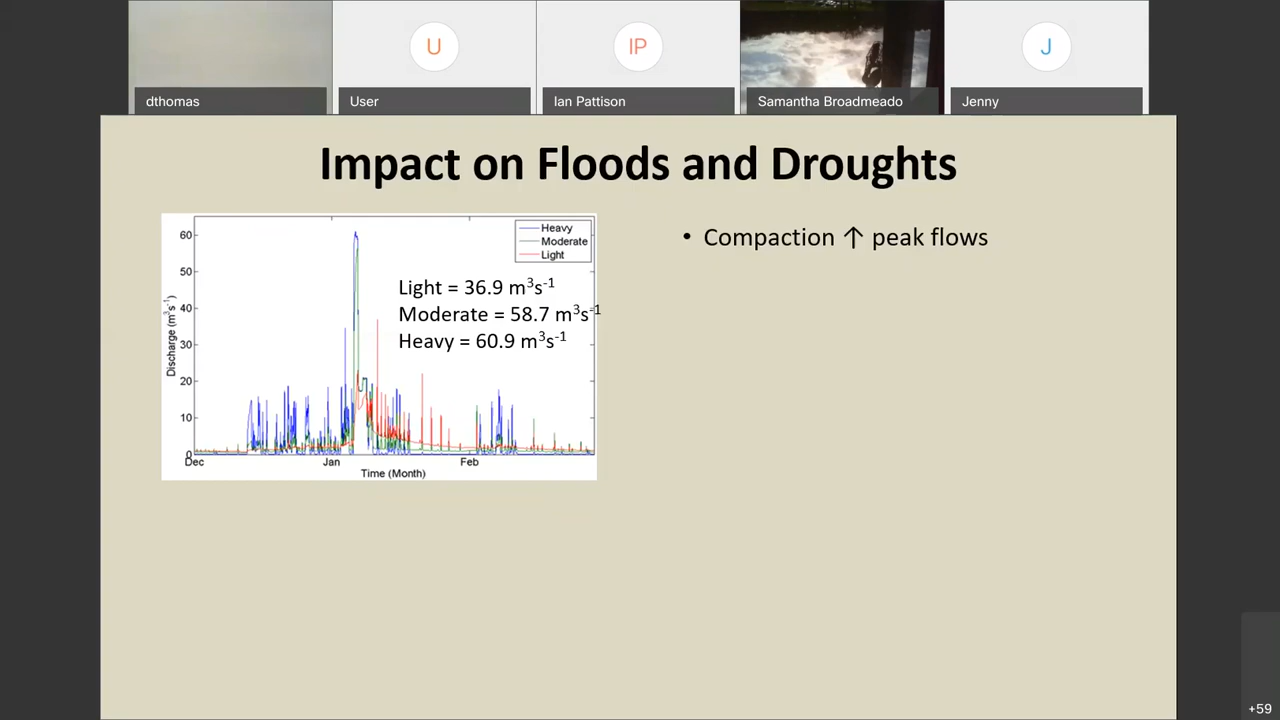 U
IP
J
dthomas
User
Ian Pattison
Samantha Broadmeado
Jenny
Impact on Floods and Droughts
• Compaction ↑ peak flows
Heavy
Moderate
Light
Light = 36.9 m³s⁻¹
Moderate = 58.7 m³s⁻¹
Heavy = 60.9 m³s⁻¹
Discharge (m³s⁻¹)
60
50
40
30
20
10
0
Dec
Jan
Feb
Time (Month)
+59